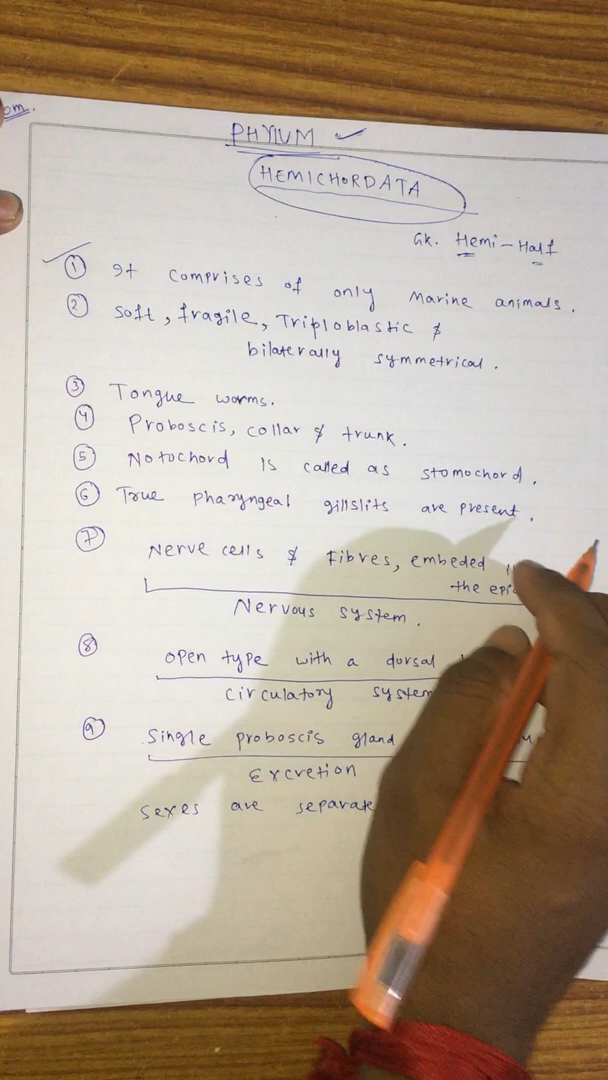 om.
PHYlUM
HEMICHORDATA
Gk. Hemi - Half
① It comprises of only Marine animals.
② Soft, fragile, Triploblastic &
bilaterally symmetrical.
③ Tongue worms.
④ Proboscis, collar & trunk.
⑤ Notochord is called as stomochord.
⑥ True pharyngeal gillslits are present.
⑦ Nerve cells & Fibres, embeded
the
Nervous system.
⑧ Open type with a dorsal
Circulatory system
⑨ Single proboscis gland
Excretion
Sexes are separate